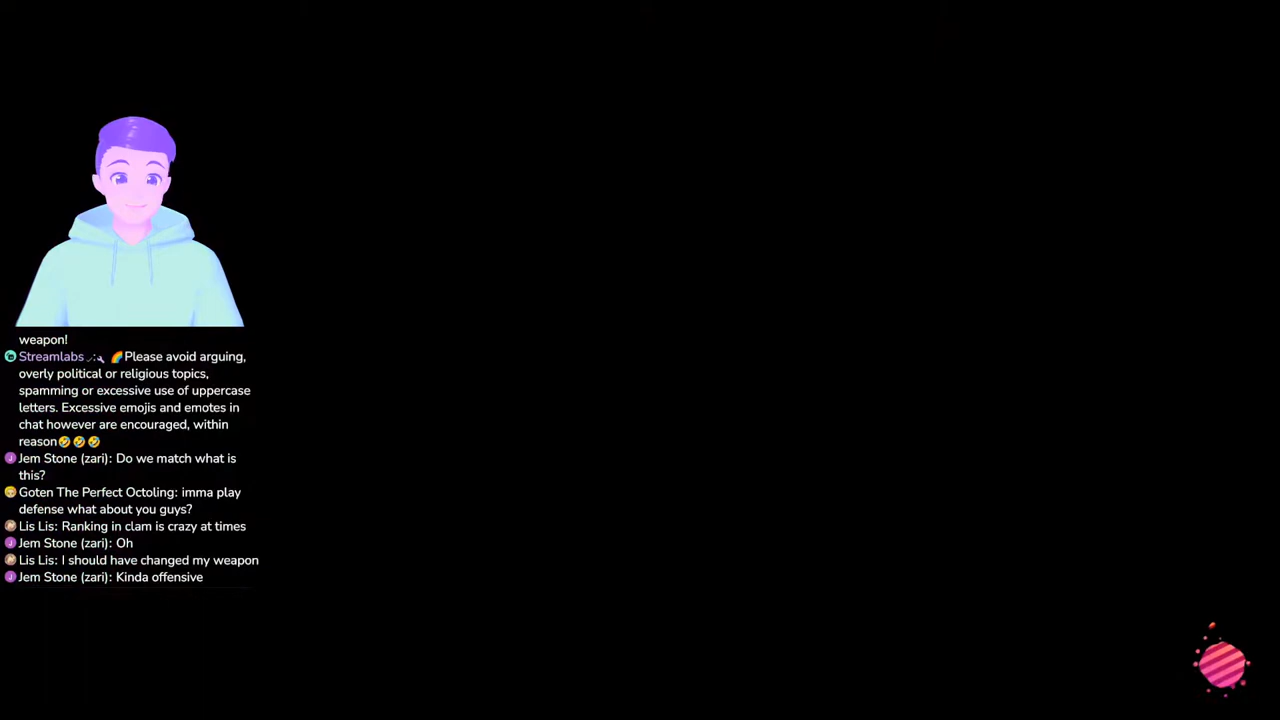 weapon!
Streamlabs 🌈Please avoid arguing,
overly political or religious topics,
spamming or excessive use of uppercase
letters. Excessive emojis and emotes in
chat however are encouraged, within
reason🤣🤣🤣
Jem Stone (zari): Do we match what is
this?
Goten The Perfect Octoling: imma play
defense what about you guys?
Lis Lis: Ranking in clam is crazy at times
Jem Stone (zari): Oh
Lis Lis: I should have changed my weapon
Jem Stone (zari): Kinda offensive